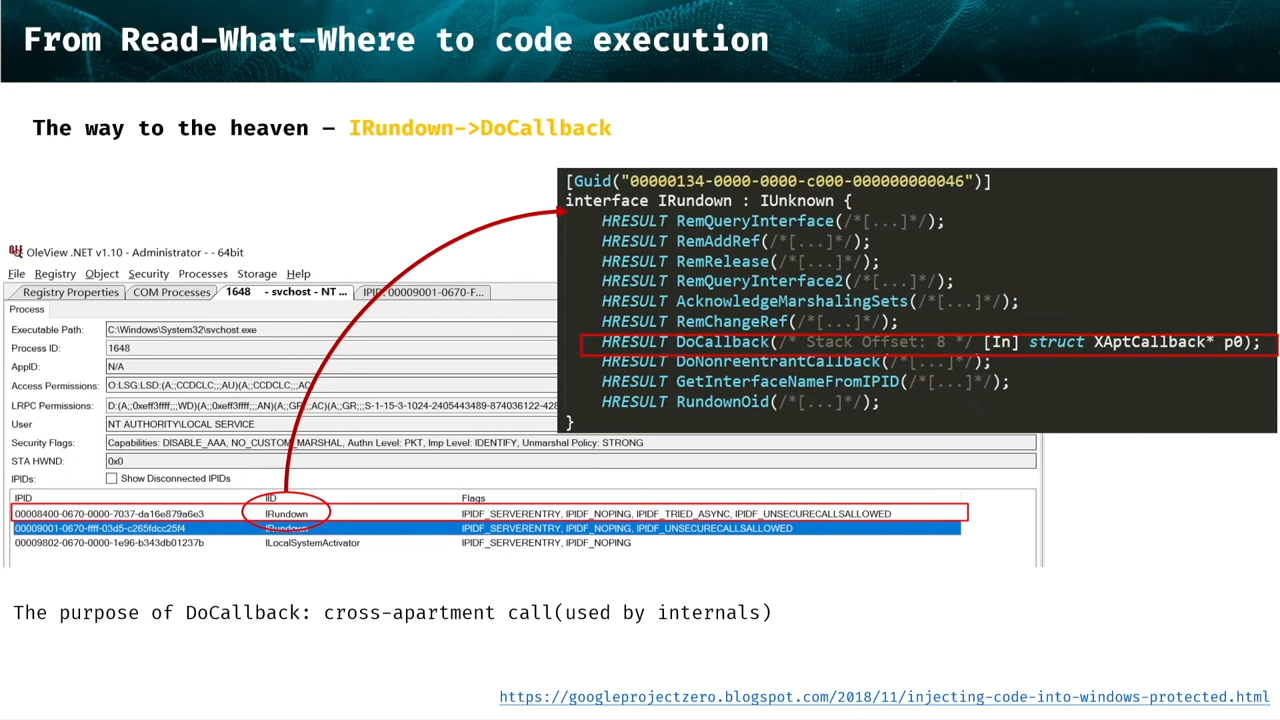 From Read-What-Where to code execution
The way to the heaven – IRundown->DoCallback
[Guid("00000134-0000-0000-c000-000000000046")]
interface IRundown : IUnknown {
HRESULT RemQueryInterface(/*[...]*/);
HRESULT RemAddRef(/*[...]*/);
HRESULT RemRelease(/*[...]*/);
HRESULT RemQueryInterface2(/*[...]*/);
HRESULT AcknowledgeMarshalingSets(/*[...]*/);
HRESULT RemChangeRef(/*[...]*/);
HRESULT DoCallback(/* Stack Offset: 8 */ [In] struct XAptCallback* p0);
HRESULT DoNonreentrantCallback(/*[...]*/);
HRESULT GetInterfaceNameFromIPID(/*[...]*/);
HRESULT RundownOid(/*[...]*/);
}
OleView .NET v1.10 - Administrator - - 64bit
File Registry Object Security Processes Storage Help
Registry Properties COM Processes 1648 - svchost - NT ... IPID: 00009001-0670-F...
Process
Executable Path: C:\Windows\System32\svchost.exe
Process ID: 1648
AppID: N/A
Access Permissions: O:LSG:LSD:(A;;CCDCLC;;;AU)(A;;CCDCLC;;;AC)
LRPC Permissions: D:(A;;0xeff3ffff;;;WD)(A;;0xeff3ffff;;;AN)(A;;GR;;;AC)(A;;GR;;;S-1-15-3-1024-2405443489-874036122-428
User NT AUTHORITY\LOCAL SERVICE
Security Flags: Capabilities: DISABLE_AAA, NO_CUSTOM_MARSHAL, Authn Level: PKT, Imp Level: IDENTIFY, Unmarshal Policy: STRONG
STA HWND: 0x0
IPIDs: Show Disconnected IPIDs
IPID IID Flags
00008400-0670-0000-7037-da16e879a6e3 IRundown IPIDF_SERVERENTRY, IPIDF_NOPING, IPIDF_TRIED_ASYNC, IPIDF_UNSECURECALLSALLOWED
00009001-0670-ffff-03d5-c265fdcc25f4 IRundown IPIDF_SERVERENTRY, IPIDF_NOPING, IPIDF_UNSECURECALLSALLOWED
00009802-0670-0000-1e96-b343db01237b ILocalSystemActivator IPIDF_SERVERENTRY, IPIDF_NOPING
The purpose of DoCallback: cross-apartment call(used by internals)
https://googleprojectzero.blogspot.com/2018/11/injecting-code-into-windows-protected.html